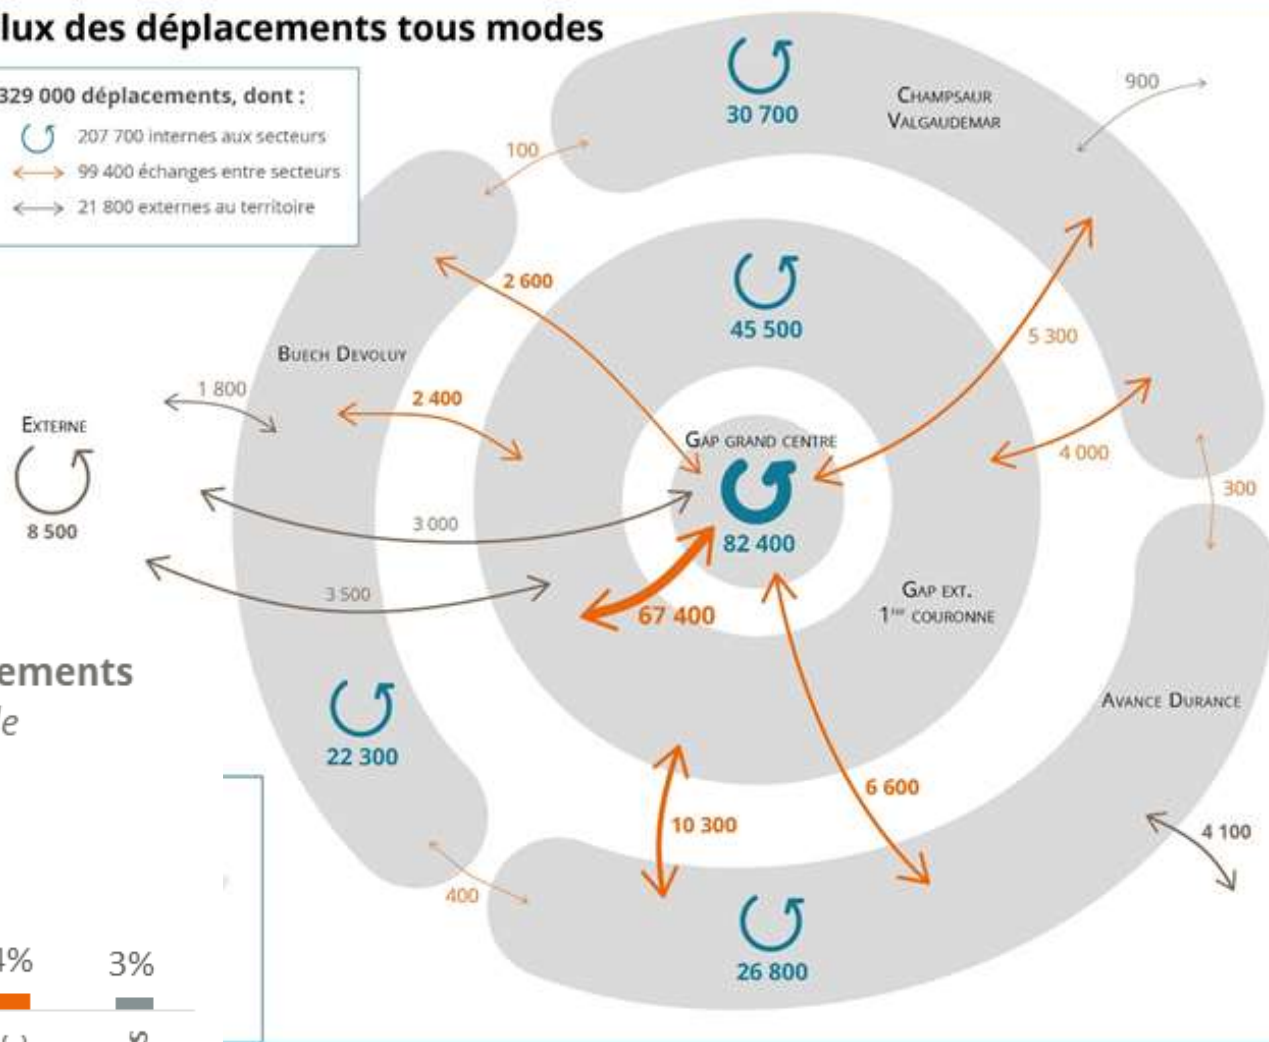 lux des déplacements tous modes
329 000 déplacements, dont :
207 700 internes aux secteurs
99 400 échanges entre secteurs
21 800 externes au territoire
30 700
CHAMPSAUR
VALGAUDEMAR
900
100
2 600
45 500
5 300
BUECH DEVOLUY
1 800
2 400
EXTERNE
8 500
GAP GRAND CENTRE
82 400
4 000
300
3 000
3 500
67 400
GAP EXT.
1ère COURONNE
ements
le
22 300
AVANCE DURANCE
6 600
10 300
4 100
400
26 800
4%
3%